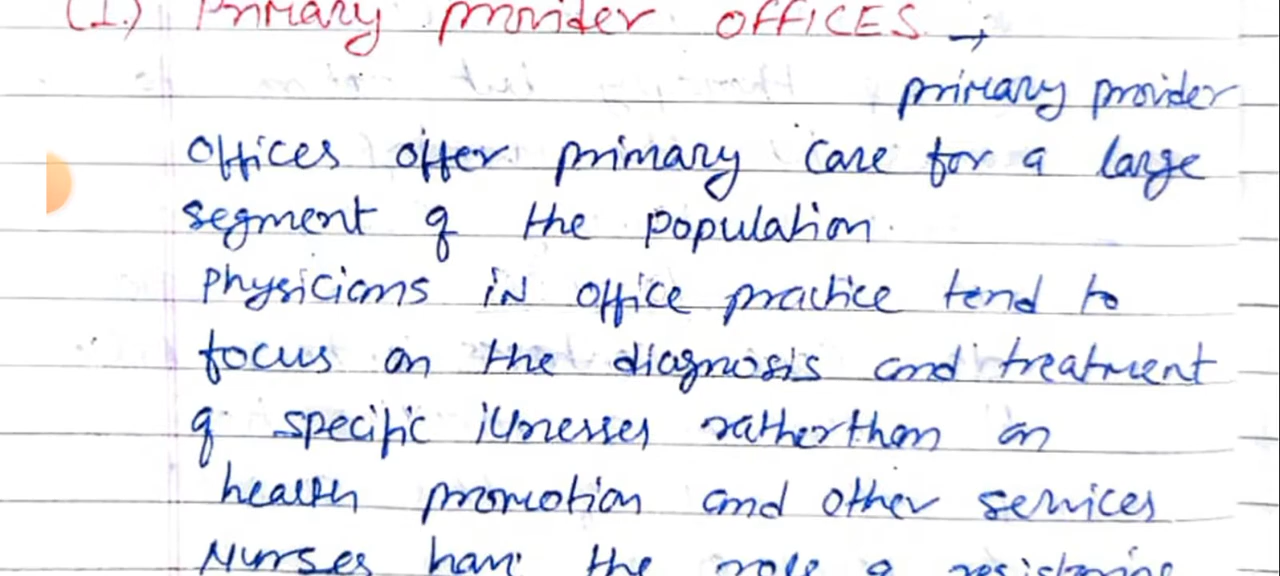 (1.) Primary provider OFFICES →
primary provider
Offices offer primary care for a large
segment of the population.
Physicians in office practice tend to
focus on the diagnosis and treatment
of specific illnesses rather than on
health promotion and other services
Nurses have the role of